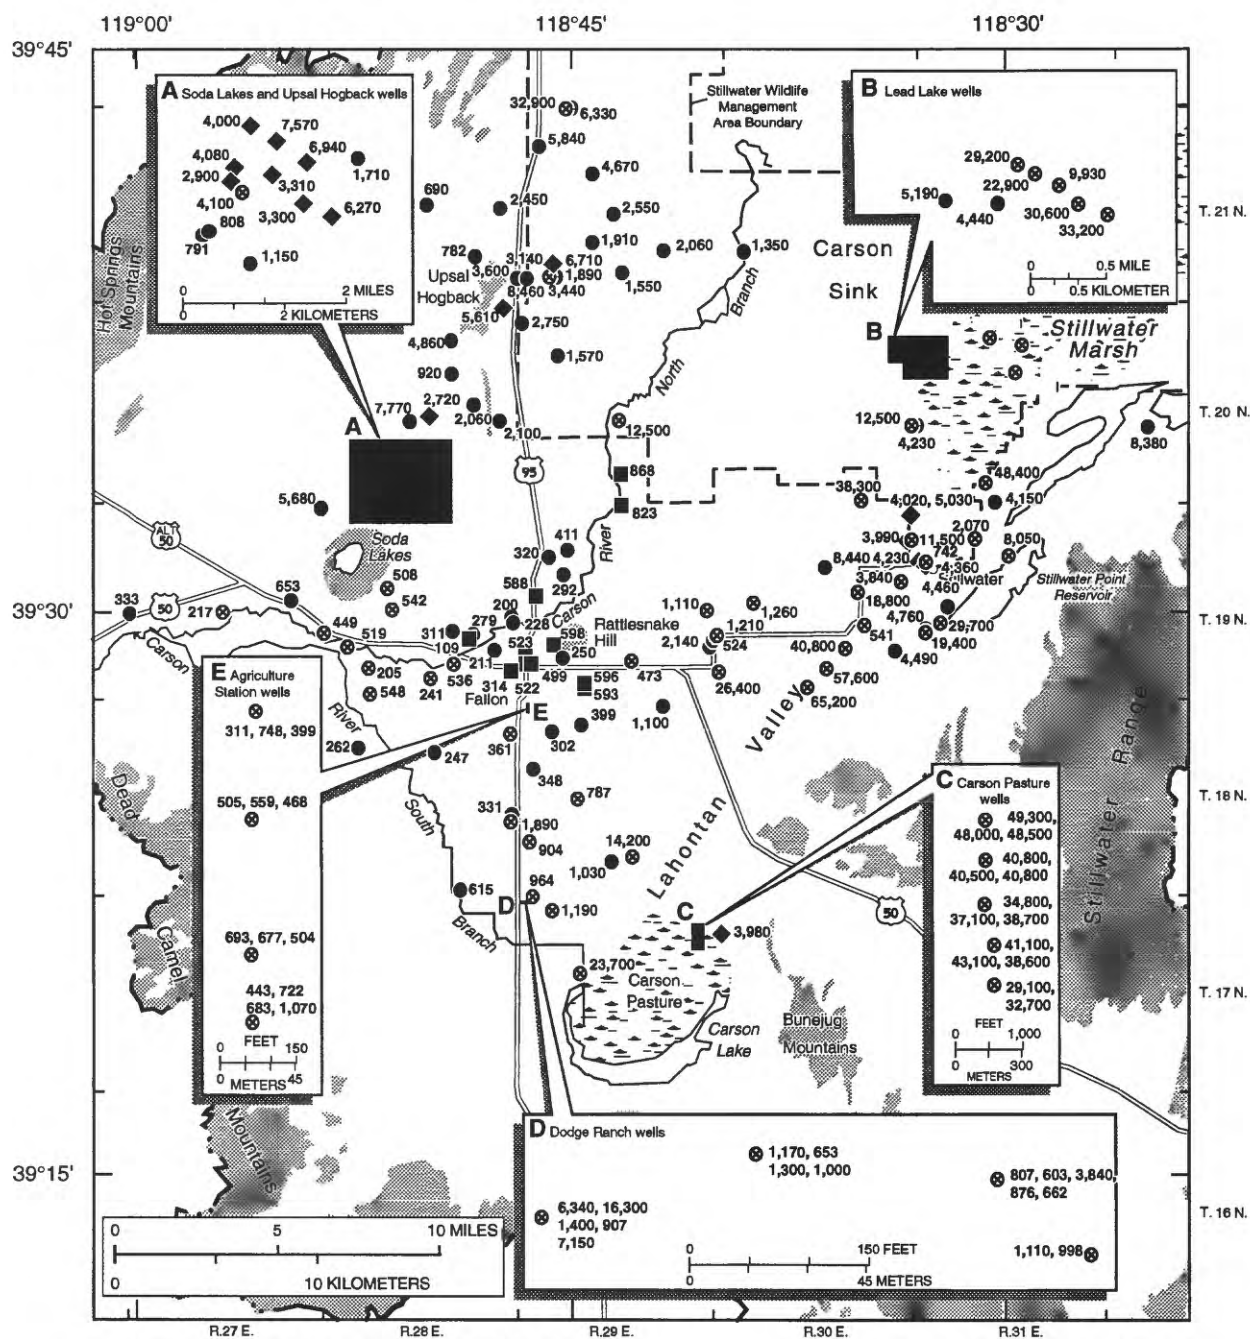 119°00'
118°45'
118°30'
39°45'
A Soda Lakes and Upsal Hogback wells
4,000
7,570
4,080
6,940
2,900
1,710
3,310
4,100
808
3,300
6,270
791
1,150
0
2 MILES
0
2 KILOMETERS
Hot Springs
Mountains
32,900
6,330
5,840
4,670
690
2,450
2,550
782
1,910
2,060
1,350
3,140
6,710
Upsal
Hogback
3,600
1,890
8,460
3,440
1,550
5,610
2,750
4,860
1,570
920
2,720
7,770
2,060
2,100
12,500
North
Branch
Stillwater Wildlife
Management
Area Boundary
B Lead Lake wells
29,200
9,930
5,190
22,900
4,440
30,600
33,200
0
0.5 MILE
0
0.5 KILOMETER
T. 21 N.
Carson
Sink
B
Stillwater
Marsh
T. 20 N.
12,500
4,230
8,380
A
95
868
823
48,400
38,300
4,020, 5,030
4,150
5,680
AL
50
Soda
Lakes
River
411
320
3,990
11,500
2,070
8,050
742
8,440
4,230
4,360
3,840
4,460
Stillwater
Stillwater Point
Reservoir
508
292
588
542
39°30'
333
50
653
217
200
Carson
1,110
1,260
18,800
T. 19 N.
449
519
311
279
228
598
Rattlesnake
Hill
1,210
4,760
29,700
109
523
250
2,140
524
541
19,400
40,800
4,490
Carson
205
211
536
499
596
473
548
241
314
522
593
26,400
57,600
Fallon
65,200
E Agriculture
Station wells
311, 748, 399
505, 559, 468
693, 677, 504
443, 722
683, 1,070
0
FEET
150
0
METERS
45
River
E
399
1,100
361
302
262
247
Valley
348
787
T. 18 N.
Dead
South
331
1,890
904
14,200
1,030
Lahontan
615
964
D
1,190
Branch
50
C
3,980
C Carson Pasture
wells
49,300,
48,000, 48,500
40,800,
40,500, 40,800
34,800,
37,100, 38,700
41,100,
43,100, 38,600
29,100,
32,700
FEET
0
1,000
0
300
METERS
Stillwater Range
Camel
23,700
Carson
Pasture
T. 17 N.
Carson
Lake
Bunejug
Mountains
Mountains
D Dodge Ranch wells
1,170, 653
1,300, 1,000
807, 603, 3,840,
876, 662
6,340, 16,300
1,400, 907
7,150
1,110, 998
0
150 FEET
0
45 METERS
39°15'
T. 16 N.
0
5
10 MILES
0
10 KILOMETERS
R.27 E.
R.28 E.
R.29 E.
R.30 E.
R.31 E.